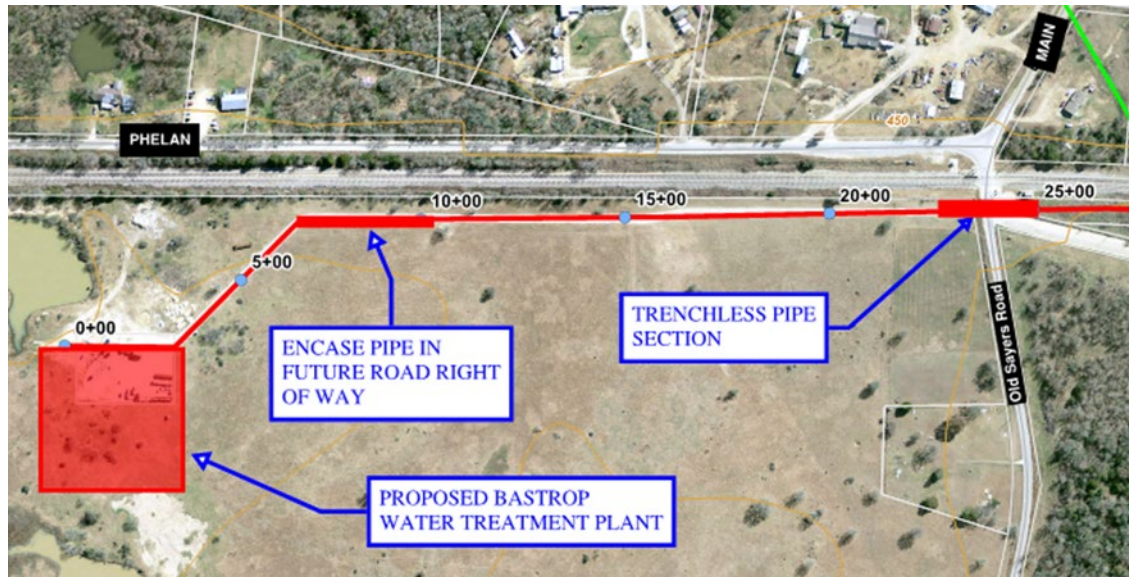 MAIN
450
PHELAN
10+00
15+00
20+00
25+00
5+00
0+00
ENCASE PIPE IN
FUTURE ROAD RIGHT
OF WAY
TRENCHLESS PIPE
SECTION
Old Sayers Road
PROPOSED BASTROP
WATER TREATMENT PLANT